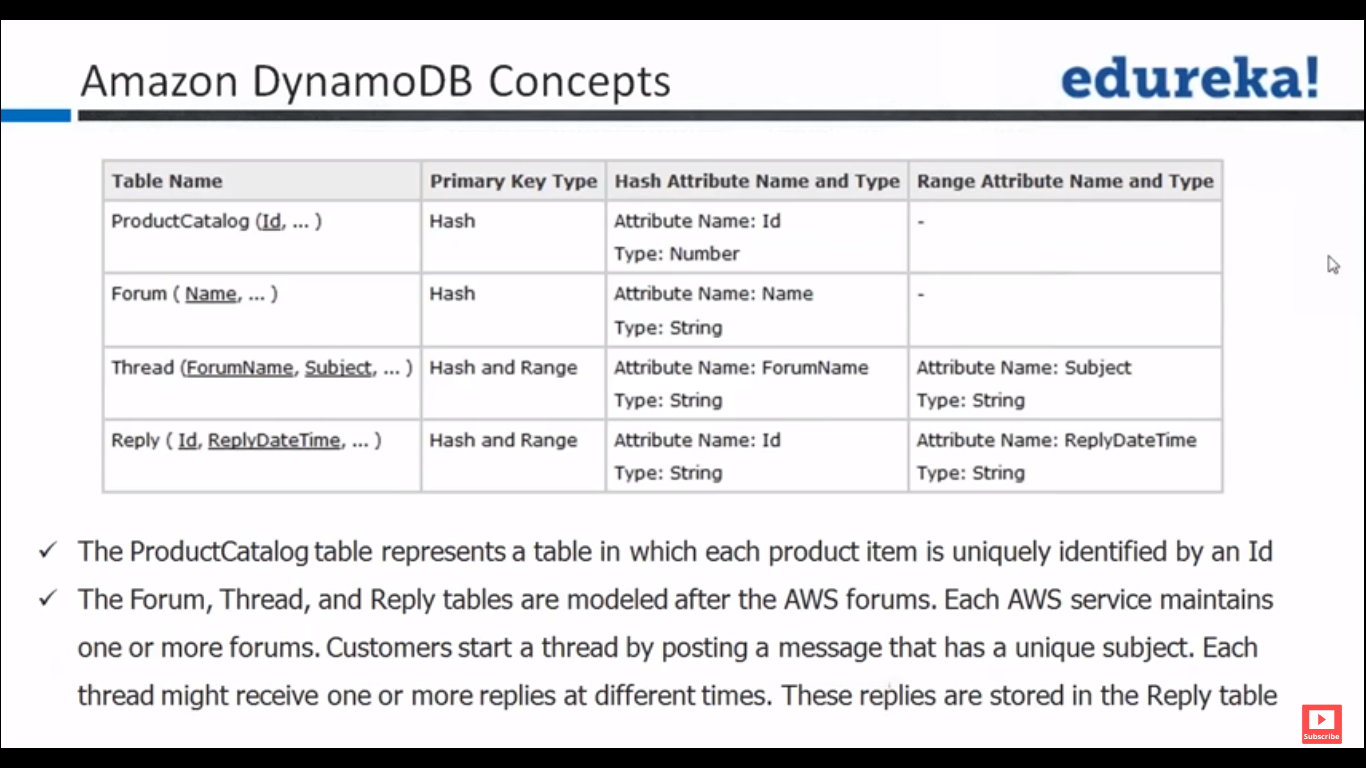 Amazon DynamoDB Concepts
edureka!
Table Name Primary Key Type Hash Attribute Name and Type Range Attribute Name and Type
ProductCatalog (Id, ... ) Hash Attribute Name: Id -
Type: Number
Forum ( Name, ... ) Hash Attribute Name: Name -
Type: String
Thread (ForumName, Subject, ... ) Hash and Range Attribute Name: ForumName Attribute Name: Subject
Type: String Type: String
Reply ( Id, ReplyDateTime, ... ) Hash and Range Attribute Name: Id Attribute Name: ReplyDateTime
Type: String Type: String
✓ The ProductCatalog table represents a table in which each product item is uniquely identified by an Id
✓ The Forum, Thread, and Reply tables are modeled after the AWS forums. Each AWS service maintains
one or more forums. Customers start a thread by posting a message that has a unique subject. Each
thread might receive one or more replies at different times. These replies are stored in the Reply table
Subscribe